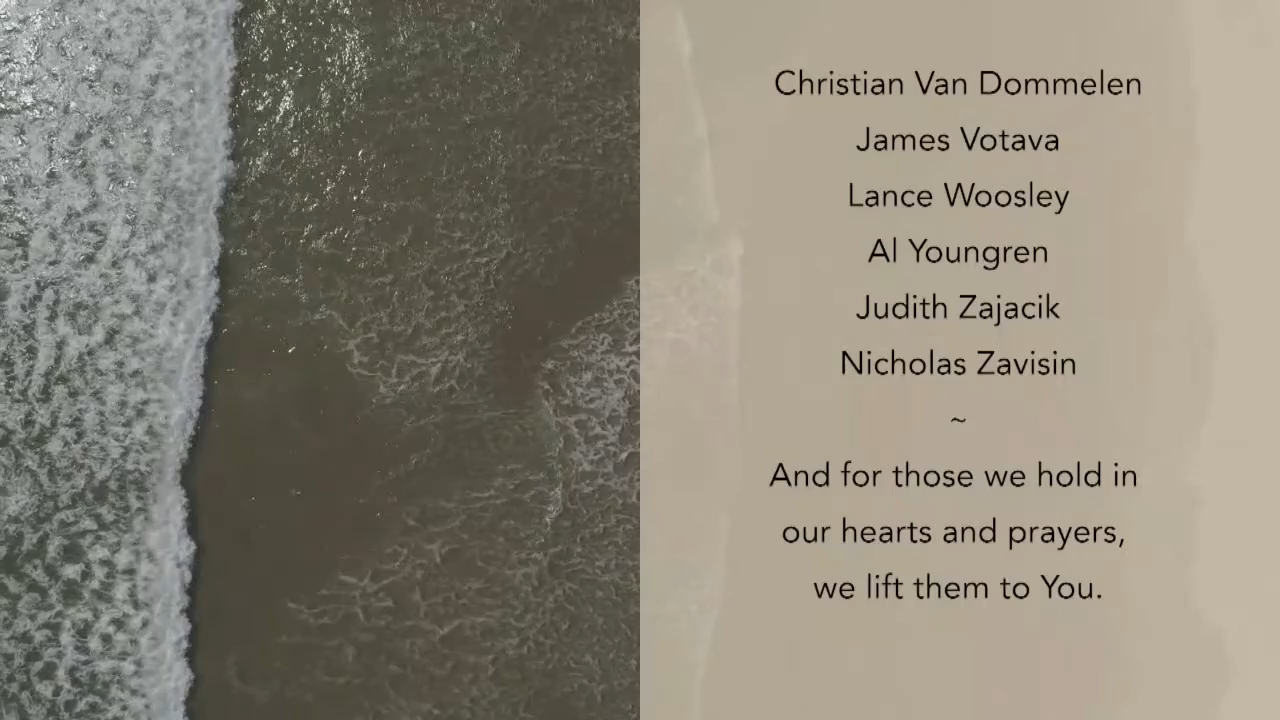 Christian Van Dommelen
James Votava
Lance Woosley
Al Youngren
Judith Zajacik
Nicholas Zavisin
~
And for those we hold in
our hearts and prayers,
we lift them to You.